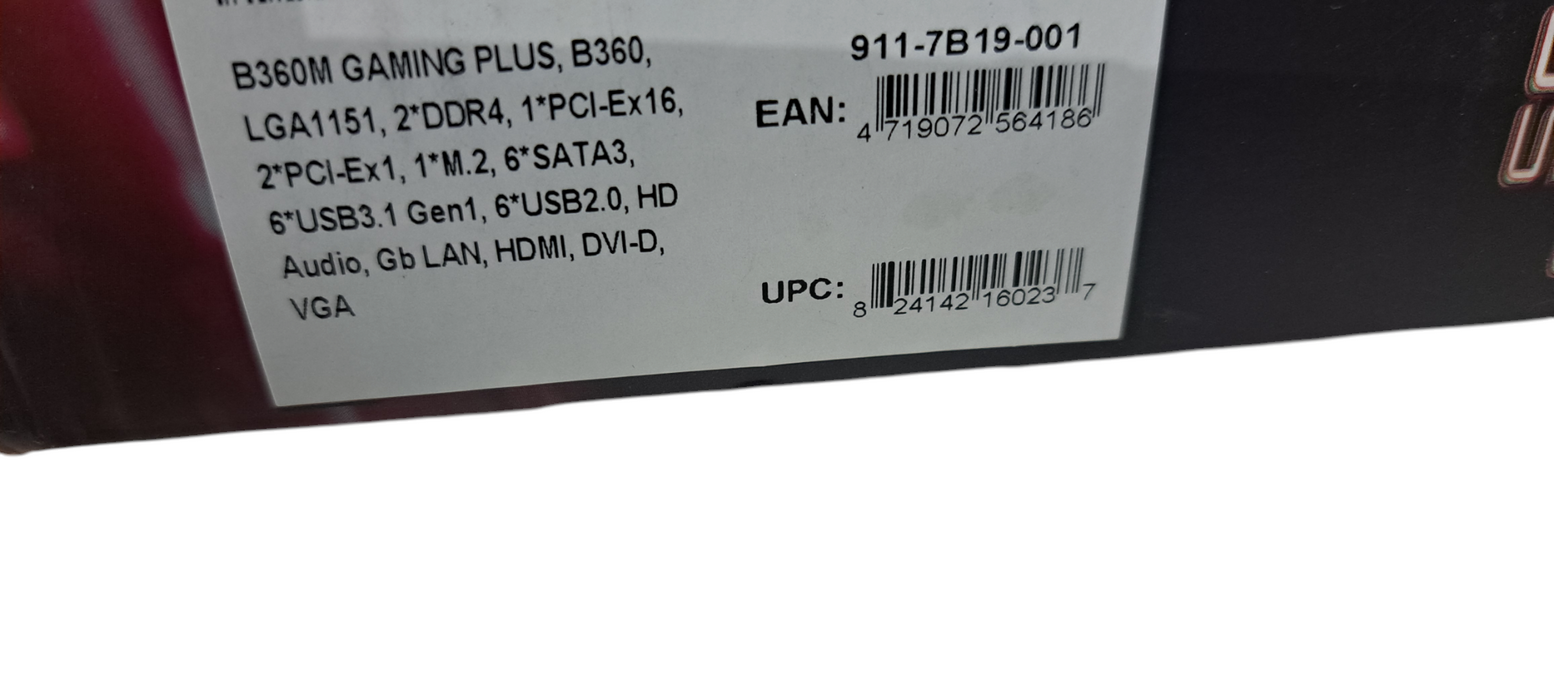 B360M GAMING PLUS, B360,
LGA1151, 2*DDR4, 1*PCI-Ex16,
2*PCI-Ex1, 1*M.2, 6*SATA3,
6*USB3.1 Gen1, 6*USB2.0, HD
Audio, Gb LAN, HDMI, DVI-D,
VGA
911-7B19-001
EAN:
4 719072 564186
UPC:
8 24142 16023 7